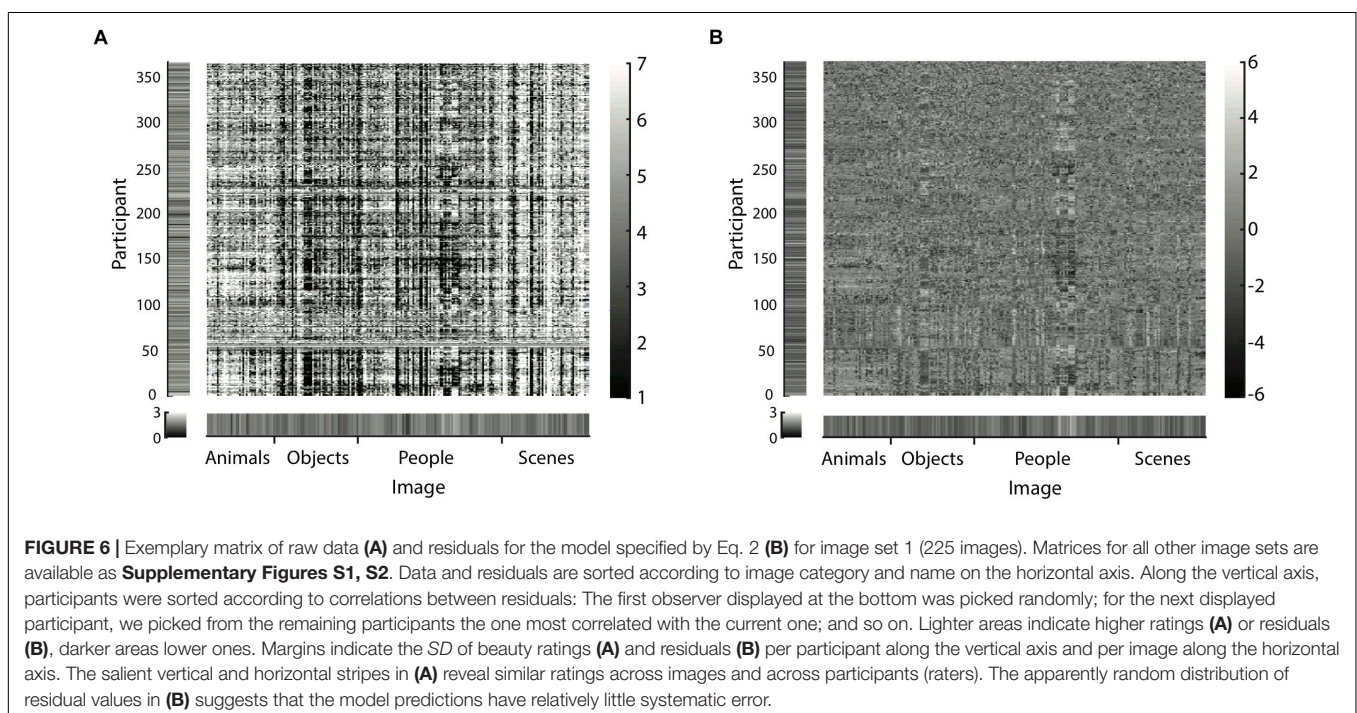 A
B
350
300
250
200
150
100
50
0
Participant
7
6
5
4
3
2
1
3
0
Animals Objects People Scenes
Image
350
300
250
200
150
100
50
0
Participant
6
4
2
0
-2
-4
-6
3
0
Animals Objects People Scenes
Image
FIGURE 6 | Exemplary matrix of raw data (A) and residuals for the model specified by Eq. 2 (B) for image set 1 (225 images). Matrices for all other image sets are
available as Supplementary Figures S1, S2. Data and residuals are sorted according to image category and name on the horizontal axis. Along the vertical axis,
participants were sorted according to correlations between residuals: The first observer displayed at the bottom was picked randomly; for the next displayed
participant, we picked from the remaining participants the one most correlated with the current one; and so on. Lighter areas indicate higher ratings (A) or residuals
(B), darker areas lower ones. Margins indicate the SD of beauty ratings (A) and residuals (B) per participant along the vertical axis and per image along the horizontal
axis. The salient vertical and horizontal stripes in (A) reveal similar ratings across images and across participants (raters). The apparently random distribution of
residual values in (B) suggests that the model predictions have relatively little systematic error.